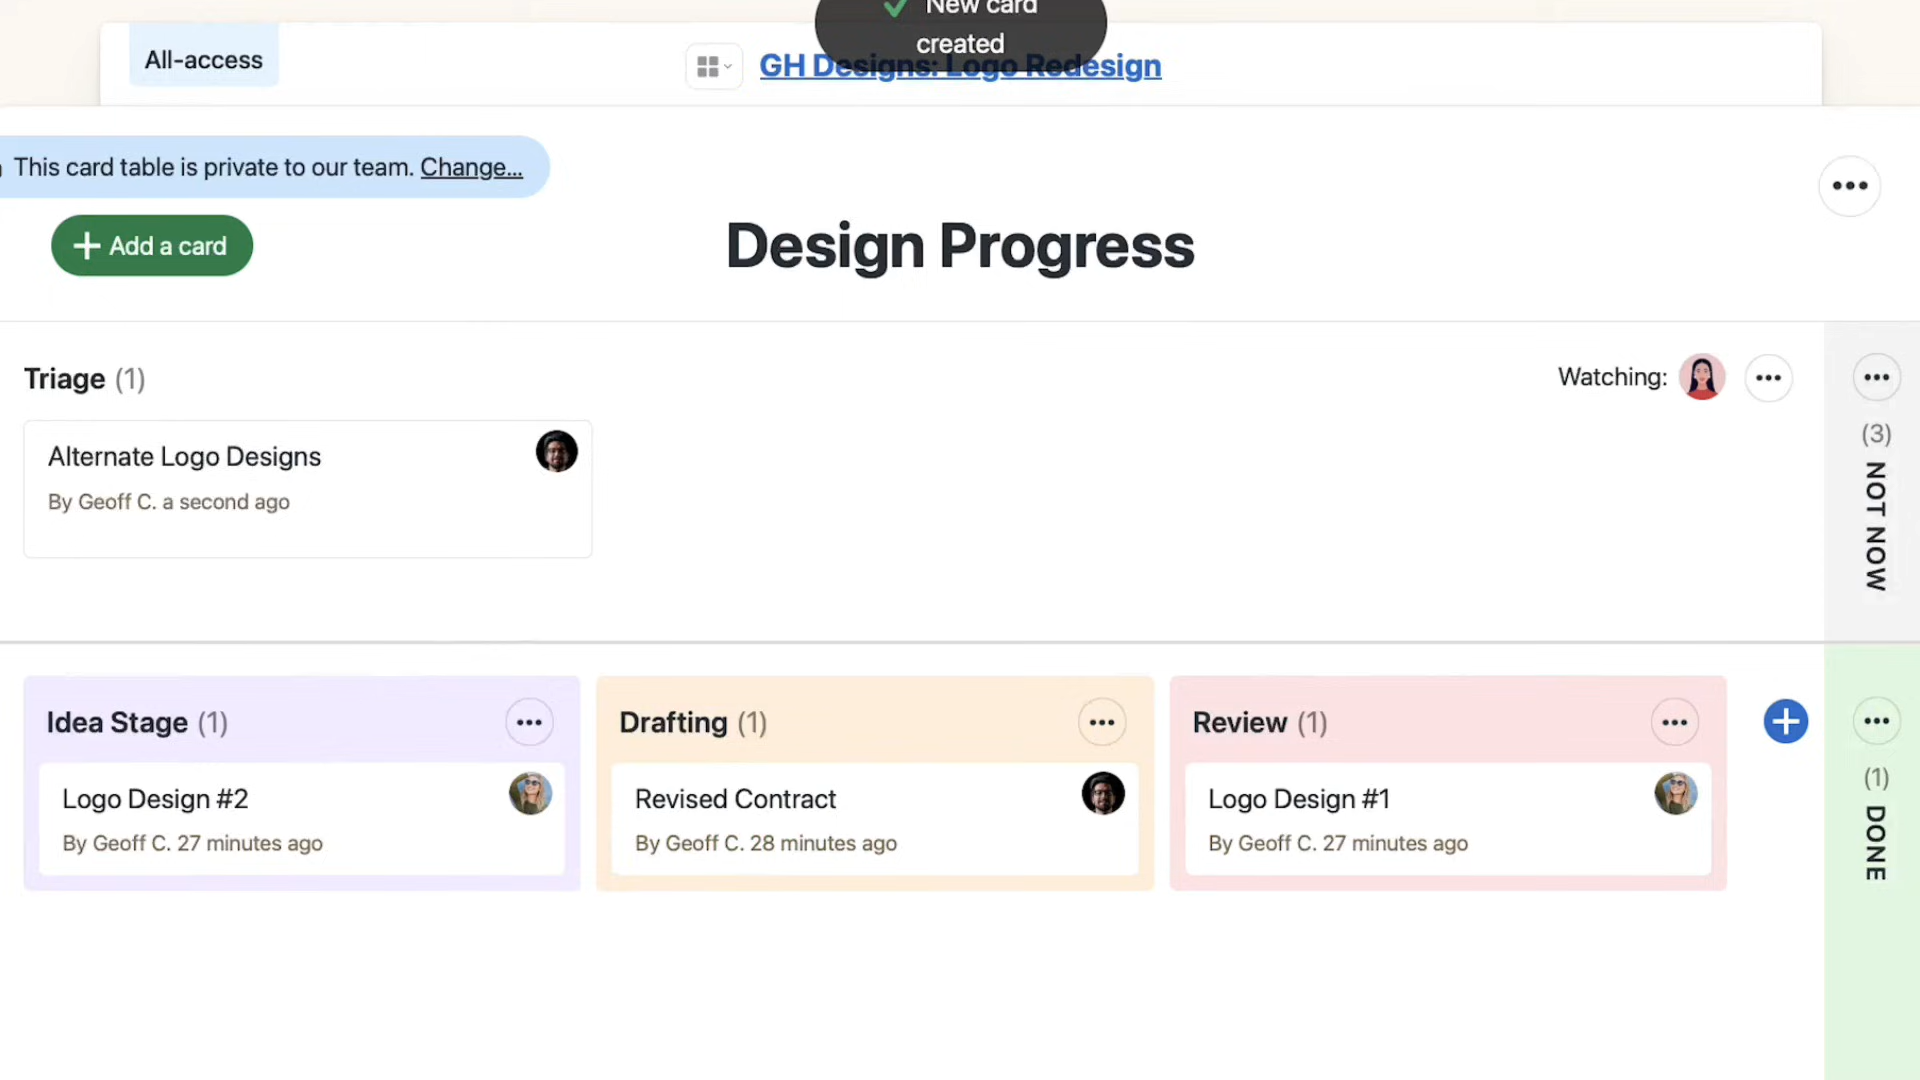 New card
created
All-access
GH Designs: Logo Redesign
This card table is private to our team. Change...
Add a card
Design Progress
Triage (1)
Watching:
(3)
NOT NOW
Alternate Logo Designs
By Geoff C. a second ago
Idea Stage (1)
Drafting (1)
Review (1)
(1)
DONE
Logo Design #2
By Geoff C. 27 minutes ago
Revised Contract
By Geoff C. 28 minutes ago
Logo Design #1
By Geoff C. 27 minutes ago